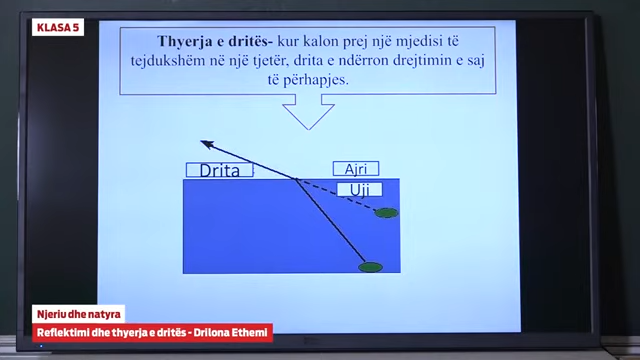 KLASA 5
Thyerja e dritës- kur kalon prej një mjedisi të
tejdukshëm në një tjetër, drita e ndërron drejtimin e saj
të përhapjes.
Drita
Ajri
Uji
Njeriu dhe natyra
Reflektimi dhe thyerja e dritës - Drilona Ethemi